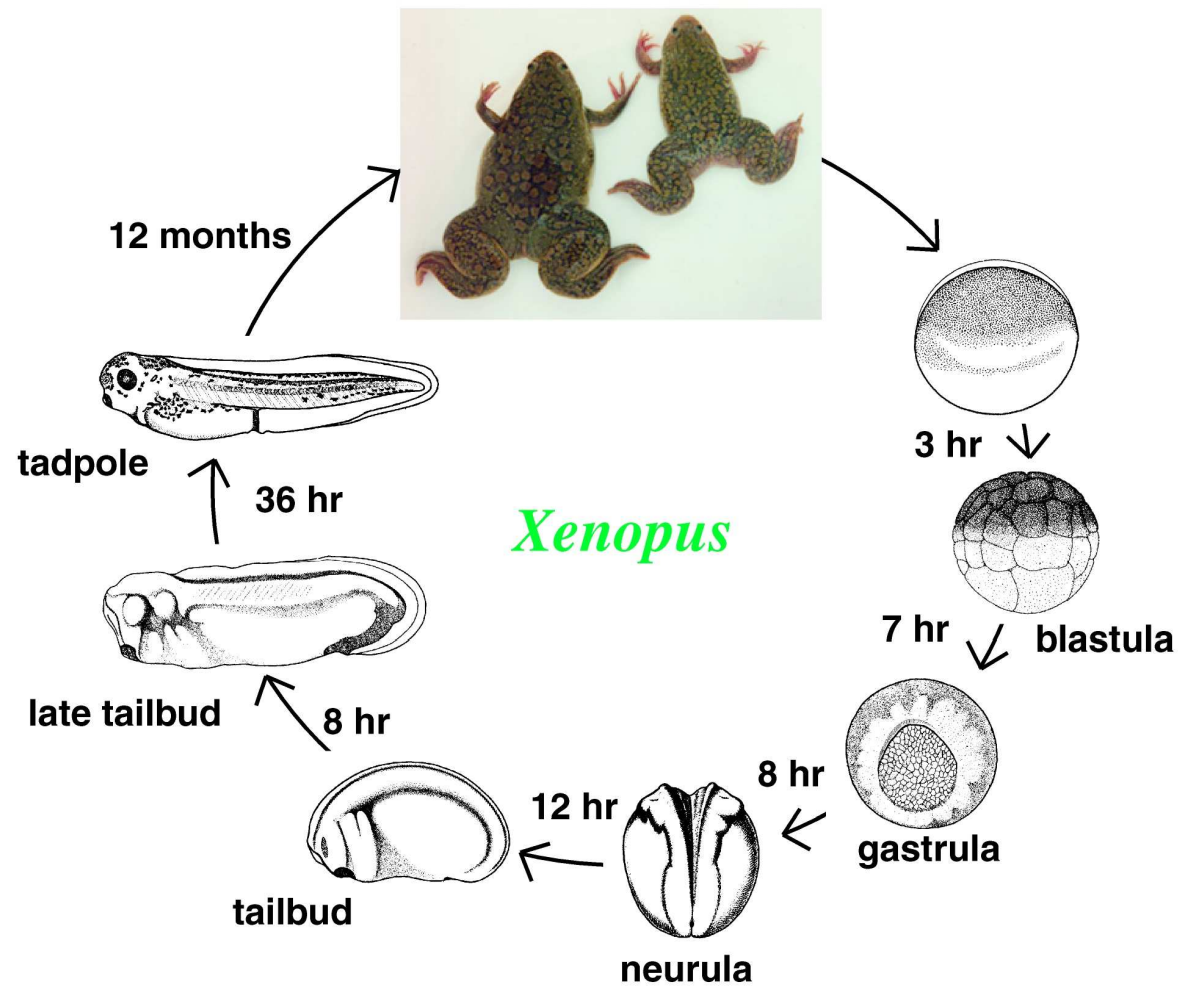 12 months
3 hr
tadpole
36 hr
Xenopus
7 hr
blastula
late tailbud
8 hr
8 hr
12 hr
gastrula
tailbud
neurula